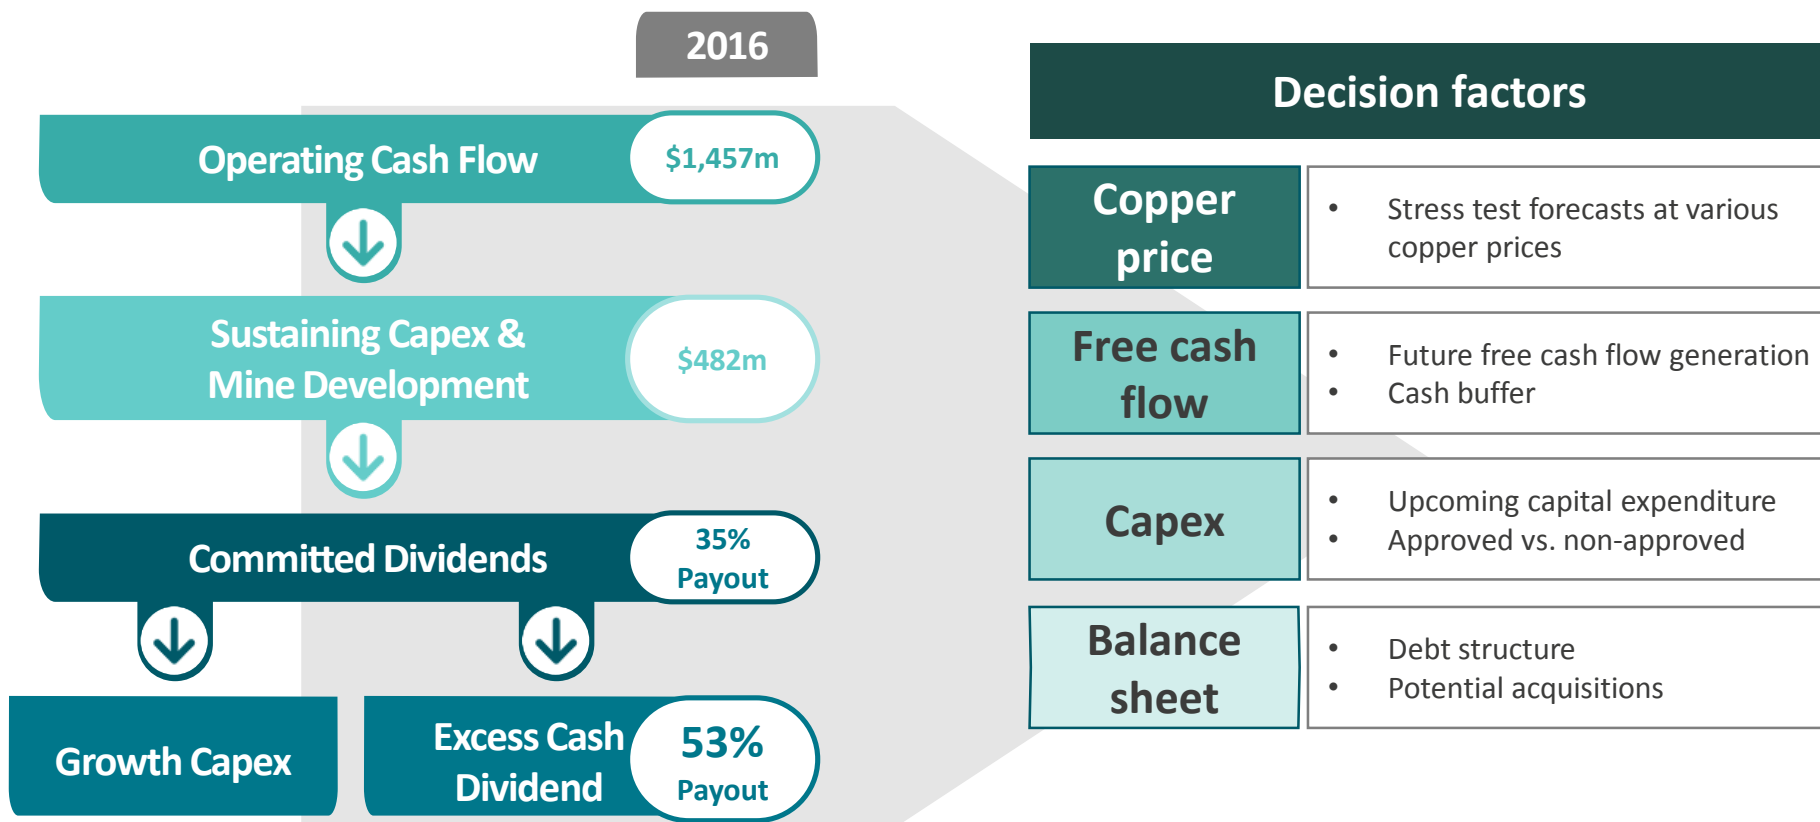 2016
Operating Cash Flow
$1,457m
Sustaining Capex &
Mine Development
$482m
Committed Dividends
35%
Payout
Growth Capex
Excess Cash
Dividend
53%
Payout
Decision factors
Copper
price
• Stress test forecasts at various
copper prices
Free cash
flow
• Future free cash flow generation
• Cash buffer
Capex
• Upcoming capital expenditure
• Approved vs. non-approved
Balance
sheet
• Debt structure
• Potential acquisitions